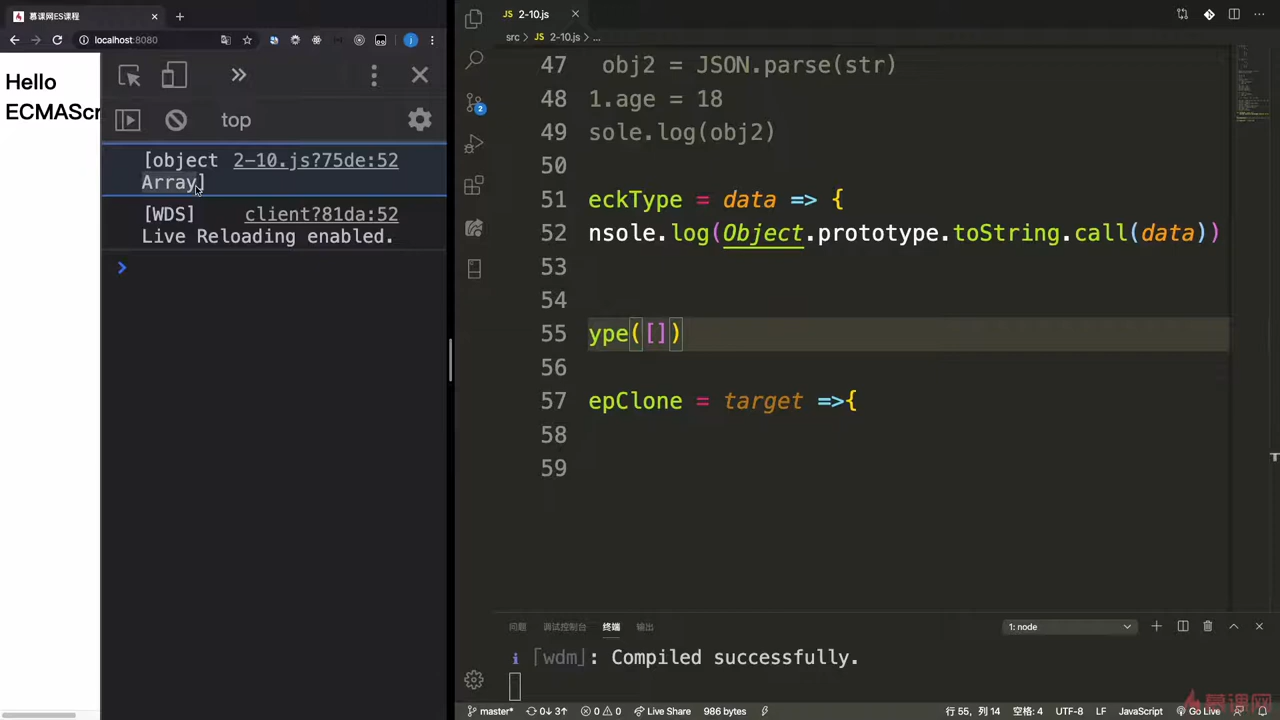 慕课网ES课程
localhost:8080
Hello
ECMAScr
top
[object 2-10.js?75de:52
Array]
[WDS] client?81da:52
Live Reloading enabled.
JS 2-10.js
src > JS 2-10.js > ...
2
47 obj2 = JSON.parse(str)
48 1.age = 18
49 sole.log(obj2)
50
51 eckType = data => {
52 nsole.log(Object.prototype.toString.call(data))
53
54
55 ype([])
56
57 epClone = target =>{
58
59
问题 调试控制台 终端 输出 1: node
i ｢wdm｣: Compiled successfully.
master* 0↓ 3↑ 0 0 Live Share 986 bytes 行 55，列 14 空格: 4 UTF-8 LF JavaScript Go Live
慕课网